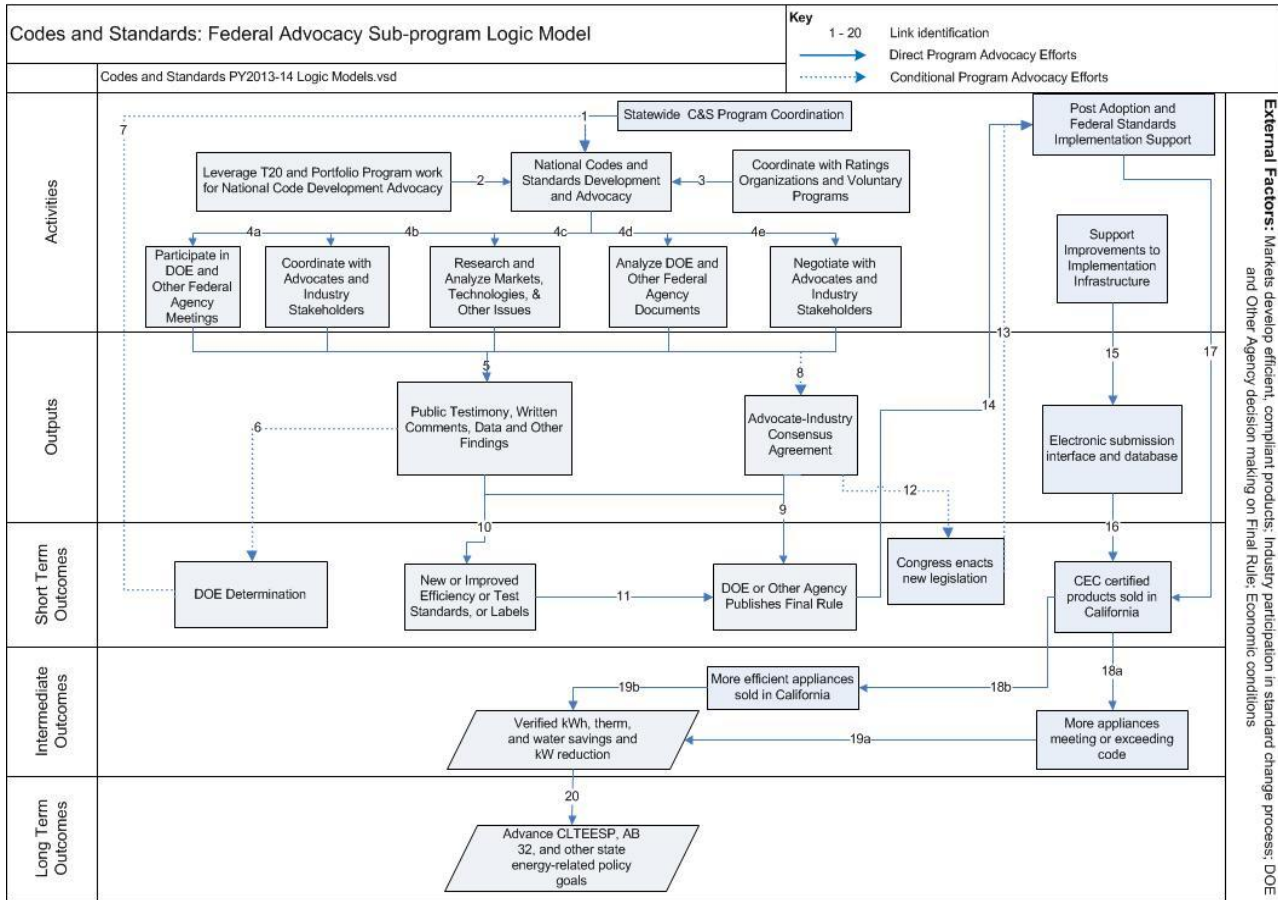 Codes and Standards: Federal Advocacy Sub-program Logic Model
Key
1 - 20 Link identification
Direct Program Advocacy Efforts
Conditional Program Advocacy Efforts
Codes and Standards PY2013-14 Logic Models.vsd
External Factors: Markets develop efficient, compliant products; Industry participation in standard change process; DOE
and Other Agency decision making on Final Rule; Economic conditions
Activities
7
1
Statewide C&S Program Coordination
Post Adoption and
Federal Standards
Implementation Support
Leverage T20 and Portfolio Program work
for National Code Development Advocacy
2
National Codes and
Standards Development
and Advocacy
3
Coordinate with Ratings
Organizations and Voluntary
Programs
4a
4b
4c
4d
4e
Participate in
DOE and
Other Federal
Agency
Meetings
Coordinate with
Advocates and
Industry
Stakeholders
Research and
Analyze Markets,
Technologies, &
Other Issues
Analyze DOE and
Other Federal
Agency
Documents
Negotiate with
Advocates and
Industry
Stakeholders
Support
Improvements to
Implementation
Infrastructure
13
15
17
Outputs
5
8
14
6
Public Testimony, Written
Comments, Data and Other
Findings
Advocate-Industry
Consensus
Agreement
Electronic submission
interface and database
12
9
10
16
Short Term
Outcomes
DOE Determination
New or Improved
Efficiency or Test
Standards, or Labels
11
DOE or Other Agency
Publishes Final Rule
Congress enacts
new legislation
CEC certified
products sold in
California
Intermediate
Outcomes
18a
19b
More efficient appliances
sold in California
18b
Verified kWh, therm,
and water savings and
kW reduction
19a
More appliances
meeting or exceeding
code
Long Term
Outcomes
20
Advance CLTEESP, AB
32, and other state
energy-related policy
goals